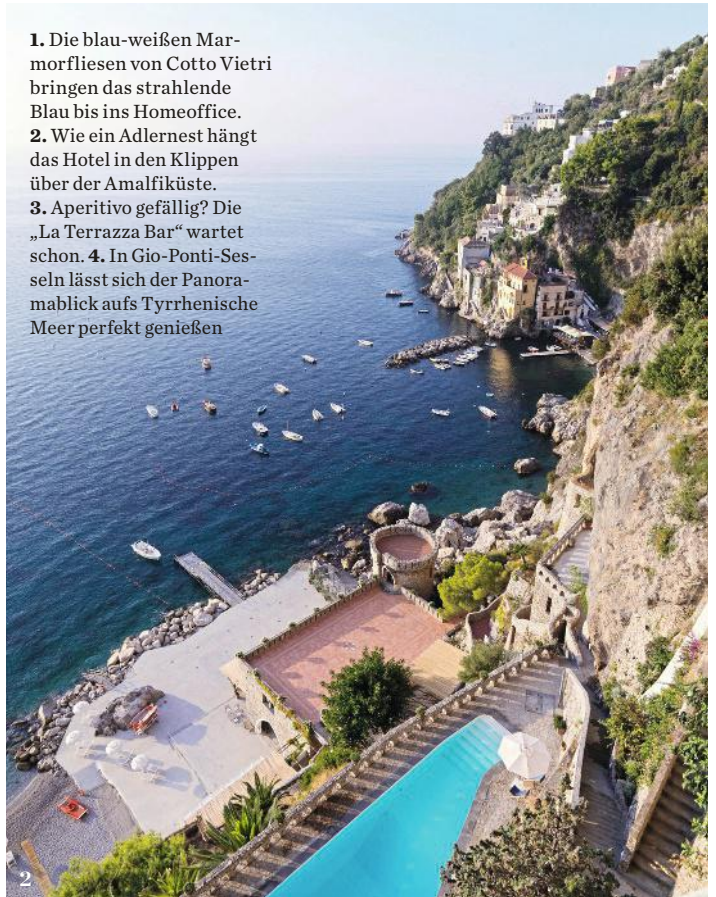 1. Die blau-weißen Mar-
morfliesen von Cotto Vietri
bringen das strahlende
Blau bis ins Homeoffice.
2. Wie ein Adlernest hängt
das Hotel in den Klippen
über der Amalfiküste.
3. Aperitivo gefällig? Die
„La Terrazza Bar“ wartet
schon. 4. In Gio-Ponti-Ses-
seln lässt sich der Panora-
mablick aufs Tyrrhenische
Meer perfekt genießen
2